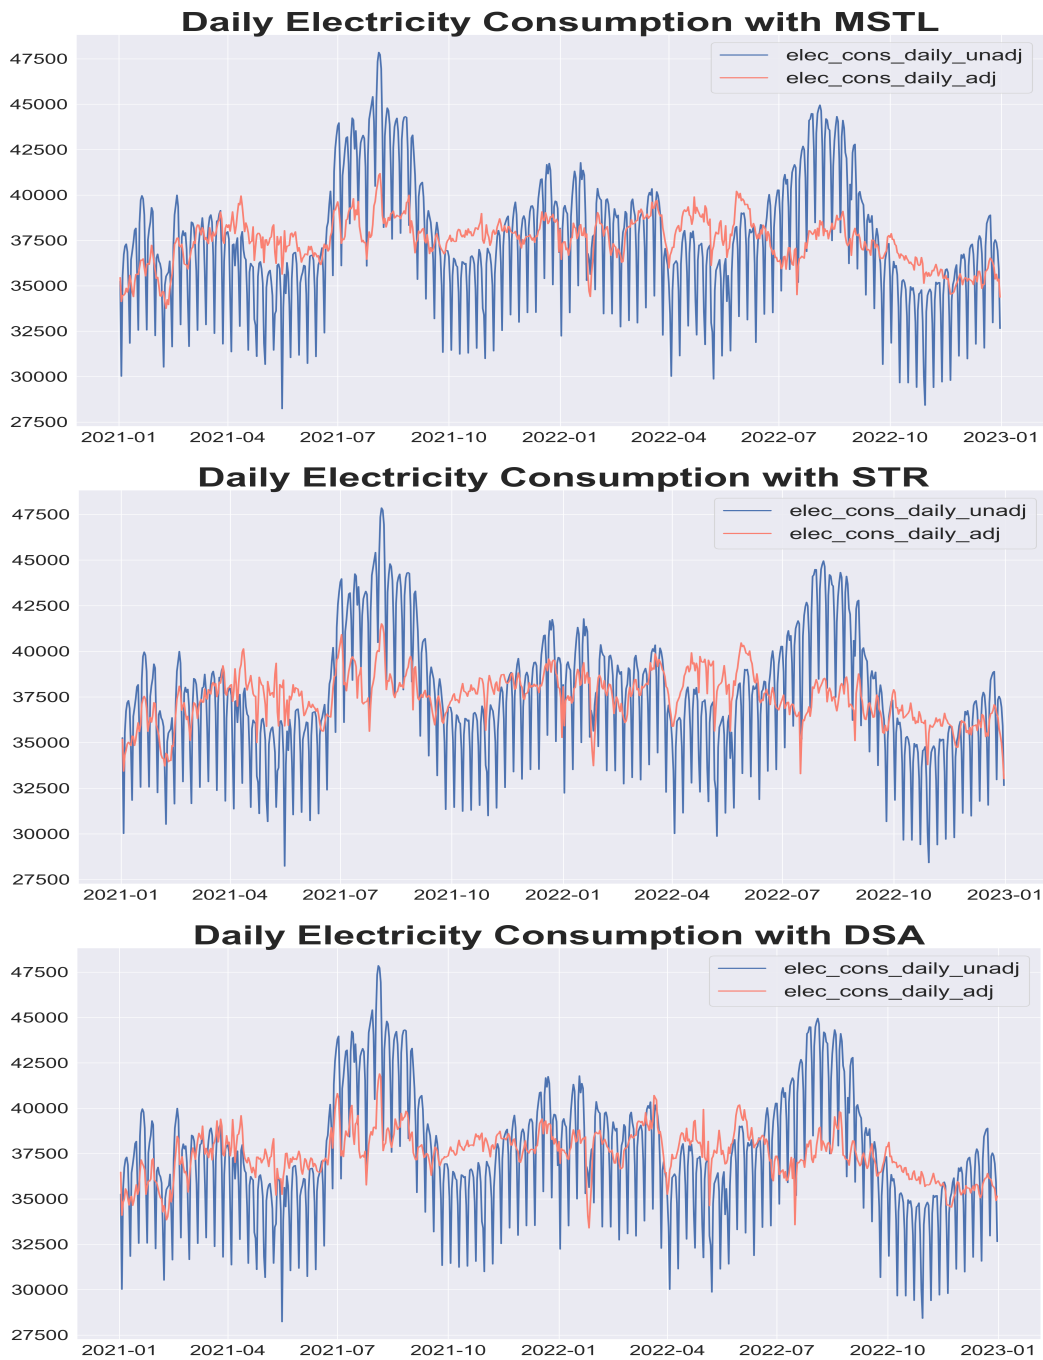 Daily Electricity Consumption with MSTL
elec_cons_daily_unadj
elec_cons_daily_adj
47500
45000
42500
40000
37500
35000
32500
30000
27500
2021-01 2021-04 2021-07 2021-10 2022-01 2022-04 2022-07 2022-10 2023-01
Daily Electricity Consumption with STR
elec_cons_daily_unadj
elec_cons_daily_adj
47500
45000
42500
40000
37500
35000
32500
30000
27500
2021-01 2021-04 2021-07 2021-10 2022-01 2022-04 2022-07 2022-10 2023-01
Daily Electricity Consumption with DSA
elec_cons_daily_unadj
elec_cons_daily_adj
47500
45000
42500
40000
37500
35000
32500
30000
27500
2021-01 2021-04 2021-07 2021-10 2022-01 2022-04 2022-07 2022-10 2023-01